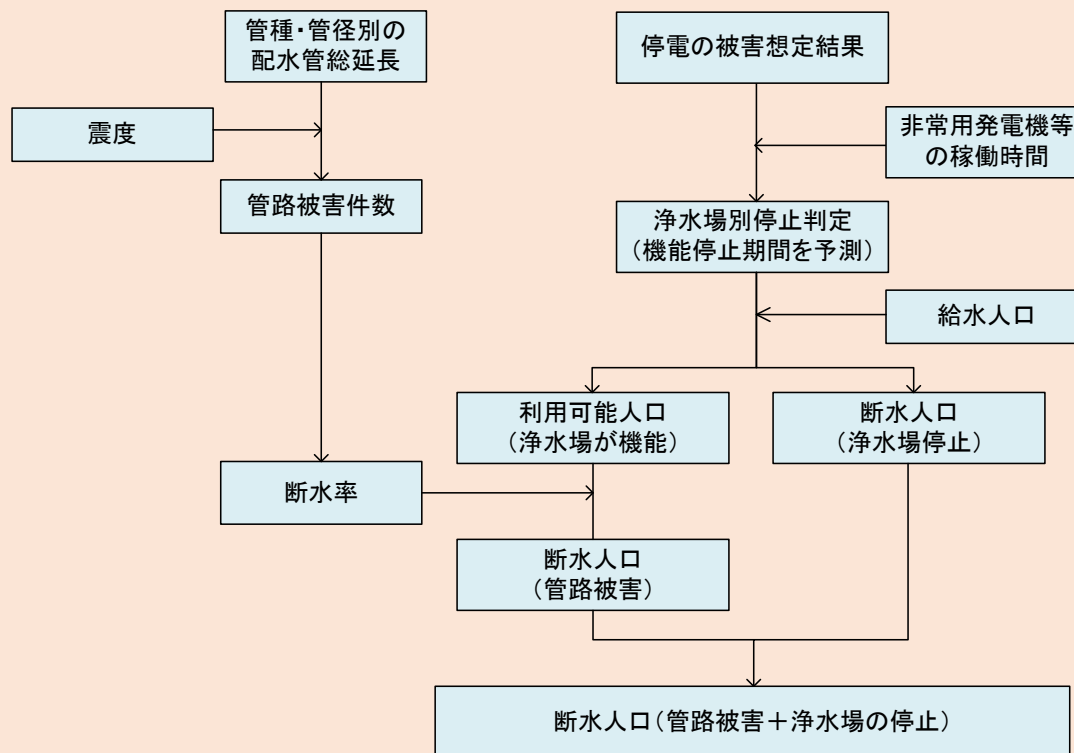 管種・管径別の
配水管総延長
停電の被害想定結果
震度
非常用発電機等
の稼働時間
管路被害件数
浄水場別停止判定
（機能停止期間を予測）
給水人口
利用可能人口
（浄水場が機能）
断水人口
（浄水場停止）
断水率
断水人口
（管路被害）
断水人口（管路被害＋浄水場の停止）